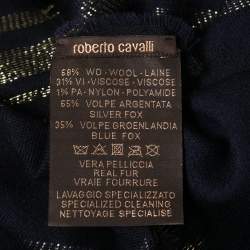 roberto cavalli
68% WO-WOOL-LAINE
31% VI-VISCOSE-VISCOSE
1% PA-NYLON-POLYAMIDE
65% VOLPE ARGENTATA
SILVER FOX
35% VOLPE GROENLANDIA
BLUE FOX
VERA PELLICCIA
REAL FUR
VRAIE FOURRURE
LAVAGGIO SPECIALIZZATO
SPECIALIZED CLEANING
NETTOYAGE SPECIALISE